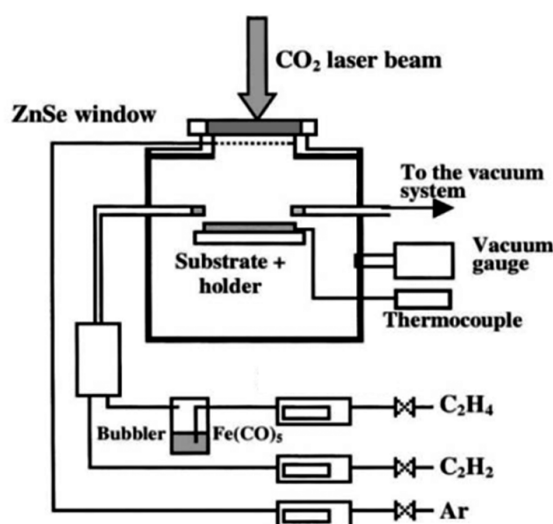 CO₂ laser beam
ZnSe window
To the vacuum
system
Vacuum
gauge
Substrate +
holder
Thermocouple
C₂H₄
Bubbler
Fe(CO)₅
C₂H₂
Ar